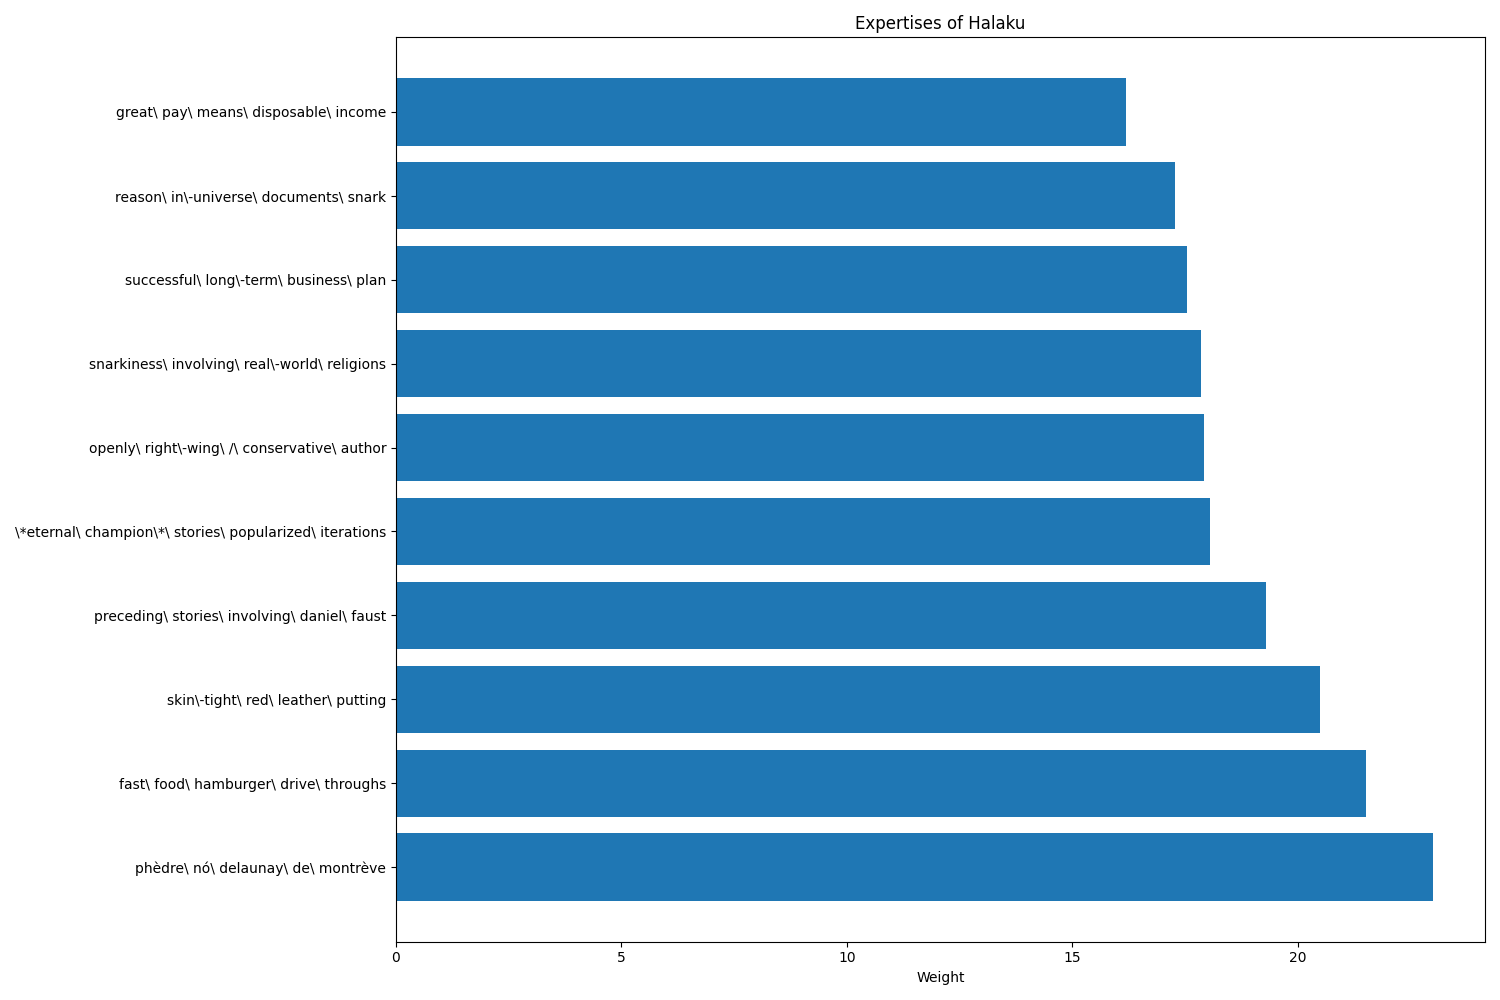 Expertises of Halaku
great\ pay\ means\ disposable\ income
reason\ in\-universe\ documents\ snark
successful\ long\-term\ business\ plan
snarkiness\ involving\ real\-world\ religions
openly\ right\-wing\ /\ conservative\ author
\*eternal\ champion\*\ stories\ popularized\ iterations
preceding\ stories\ involving\ daniel\ faust
skin\-tight\ red\ leather\ putting
fast\ food\ hamburger\ drive\ throughs
phèdre\ nó\ delaunay\ de\ montrève
0 5 10 15 20
Weight